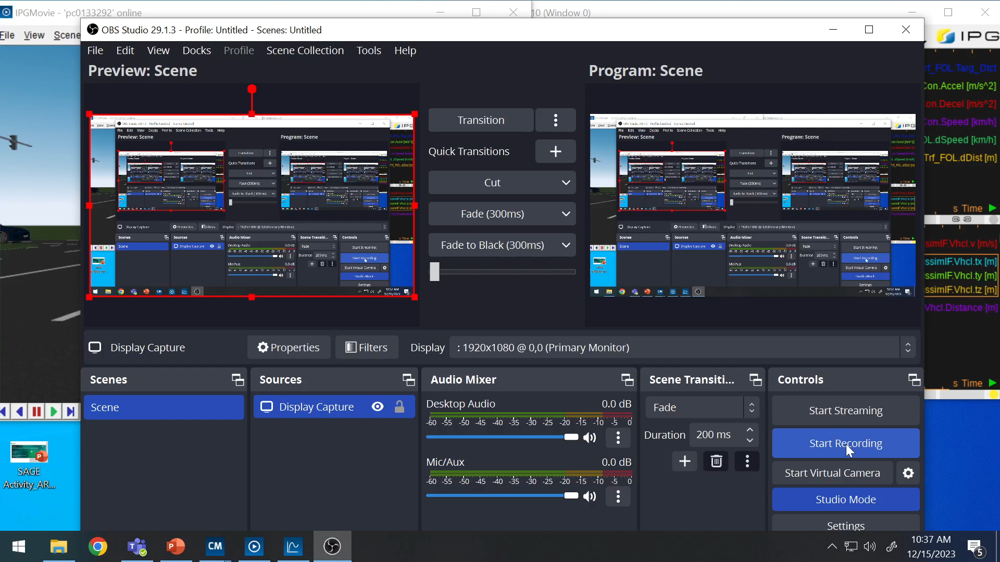 IPGMovie - 'pc0133292' online
10 (Window 0)
File View Scene
IPG
OBS Studio 29.1.3 - Profile: Untitled - Scenes: Untitled
File Edit View Docks Profile Scene Collection Tools Help
Preview: Scene
Program: Scene
Transition
Quick Transitions
Cut
Fade (300ms)
Fade to Black (300ms)
rf_FOL.Targ_Dtct
Con.Accel [m/s^2]
Con.Decel [m/s^2]
Con.Speed [km/h]
OL.dSpeed [km/h]
Trf_FOL.dDist [m]
s Time
ssimIF.Vhcl.v [m/s]
ssimIF.Vhcl.tx [m]
ssimIF.Vhcl.ty [m]
ssimIF.Vhcl.tz [m]
Vhcl.Distance [m]
s Time
Display Capture
Properties
Filters
Display
: 1920x1080 @ 0,0 (Primary Monitor)
Scenes
Scene
Sources
Display Capture
Audio Mixer
Desktop Audio 0.0 dB
-60 -55 -50 -45 -40 -35 -30 -25 -20 -15 -10 -5 0
Mic/Aux 0.0 dB
-60 -55 -50 -45 -40 -35 -30 -25 -20 -15 -10 -5 0
Scene Transiti...
Fade
Duration 200 ms
Controls
Start Streaming
Start Recording
Start Virtual Camera
Studio Mode
Settings
SAGE
Activity_AR...
CM
10:37 AM
12/15/2023
5